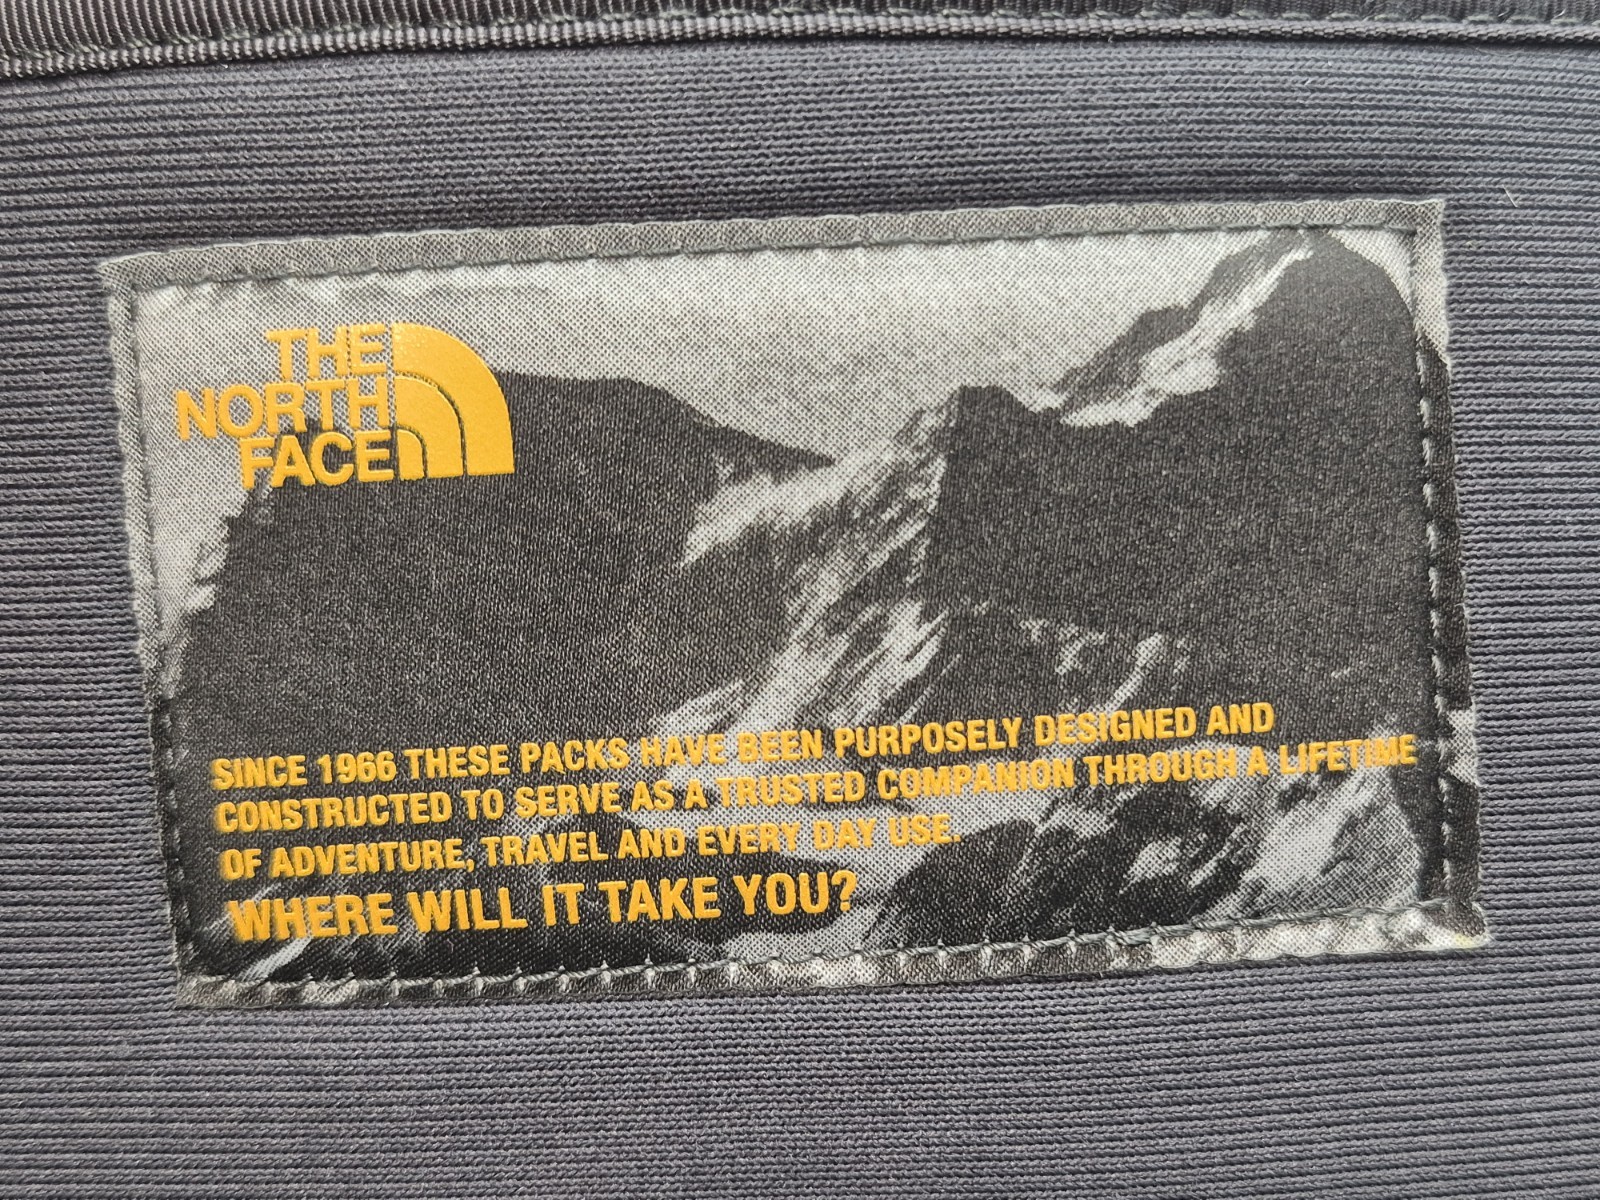 THE
NORTH
FACE
SINCE 1966 THESE PACKS HAVE BEEN PURPOSELY DESIGNED AND
CONSTRUCTED TO SERVE AS A TRUSTED COMPANION THROUGH A LIFETIME
OF ADVENTURE, TRAVEL AND EVERY DAY USE.
WHERE WILL IT TAKE YOU?